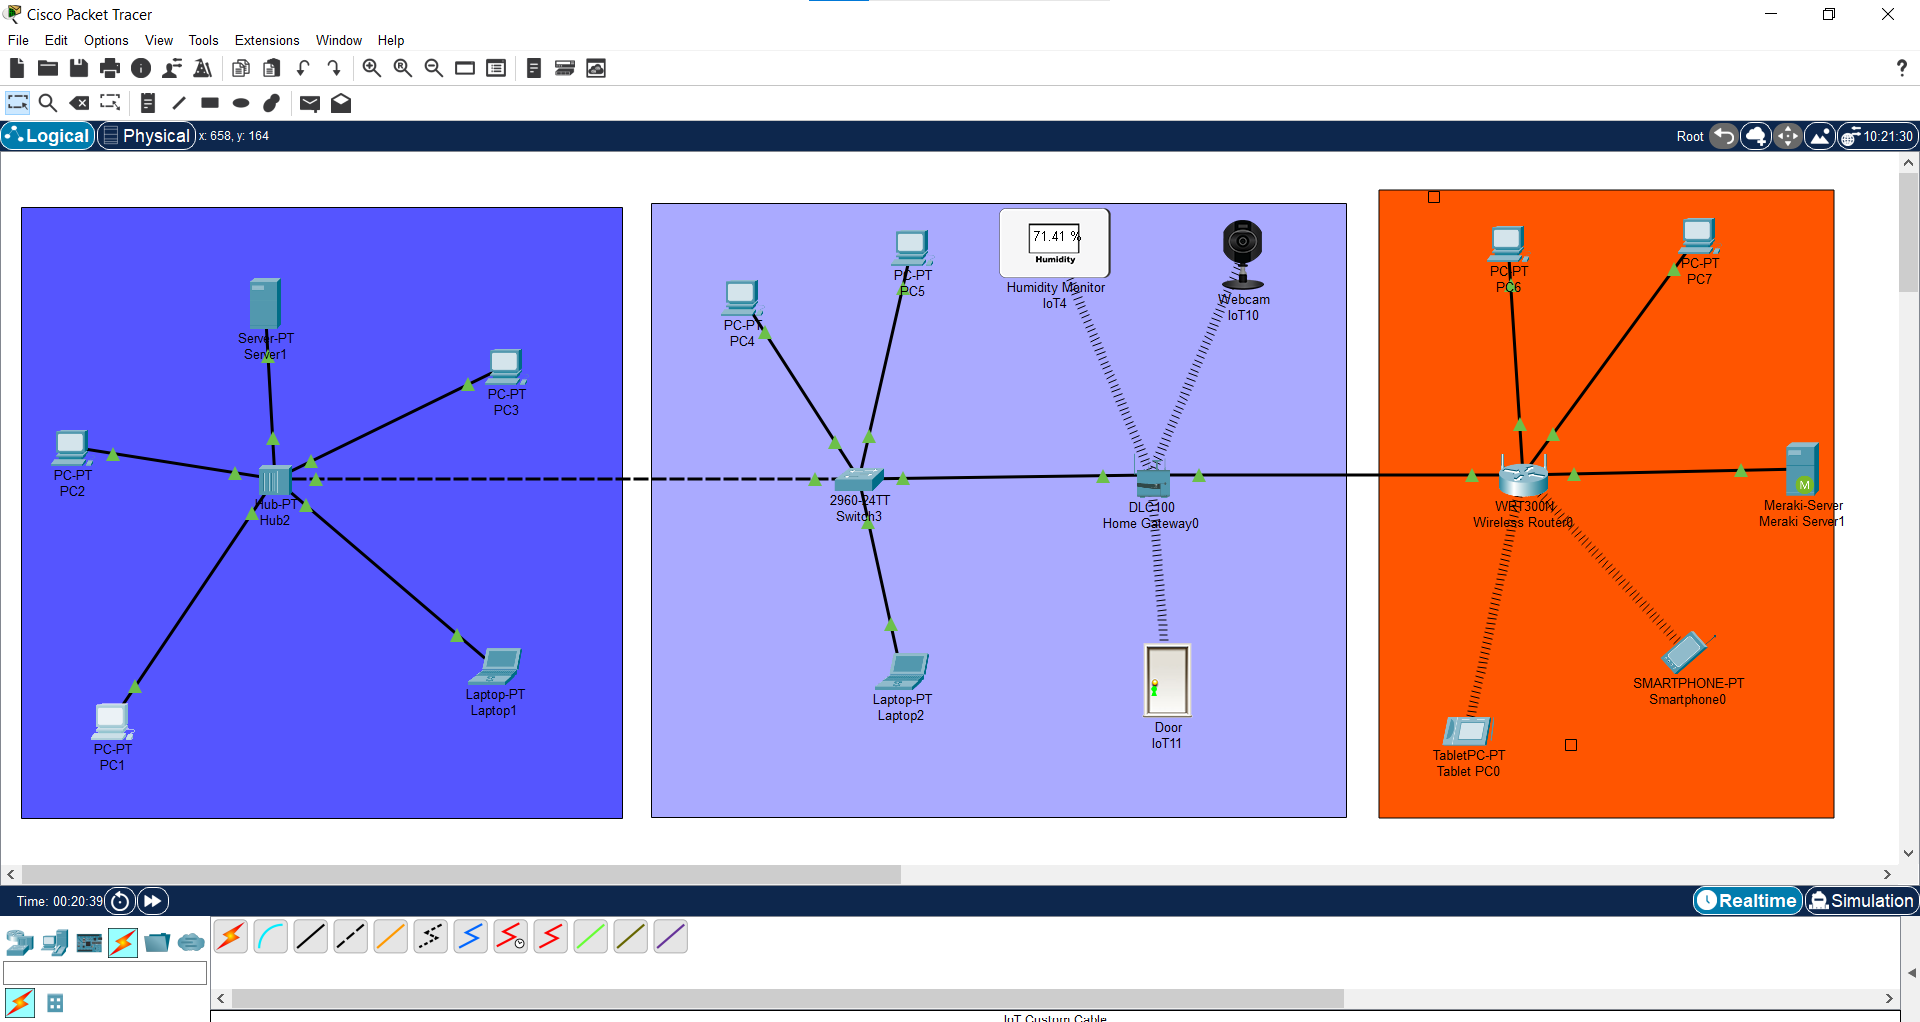 Cisco Packet Tracer
File Edit Options View Tools Extensions Window Help
?
Logical Physical x: 658, y: 164
Root 10:21:30
Server-PT
Server1
PC-PT
PC3
PC-PT
PC2
Hub-PT
Hub2
Laptop-PT
Laptop1
PC-PT
PC1
PC-PT
PC5
PC-PT
PC4
71.41 %
Humidity
Humidity Monitor
IoT4
Webcam
IoT10
2960-24TT
Switch3
DLC100
Home Gateway0
Laptop-PT
Laptop2
Door
IoT11
PC-PT
PC6
PC-PT
PC7
WRT300N
Wireless Router0
M
Meraki-Server
Meraki Server1
SMARTPHONE-PT
Smartphone0
TabletPC-PT
Tablet PC0
Time: 00:20:39
Realtime Simulation
IoT Custom Cable